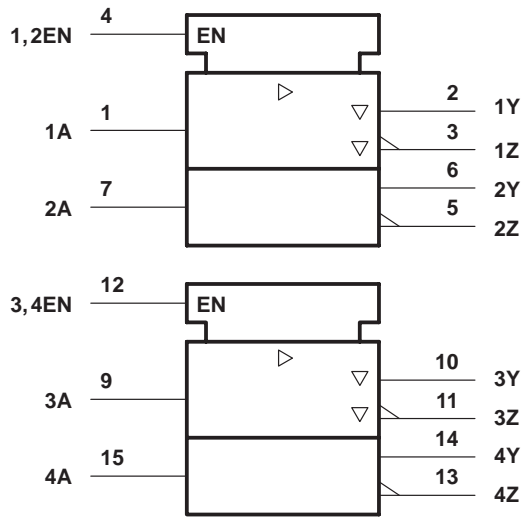 4
1,2EN EN
1 2 1Y
1A 3 1Z
7 6 2Y
2A 5 2Z
12
3,4EN EN
9 10 3Y
3A 11 3Z
15 14 4Y
4A 13 4Z